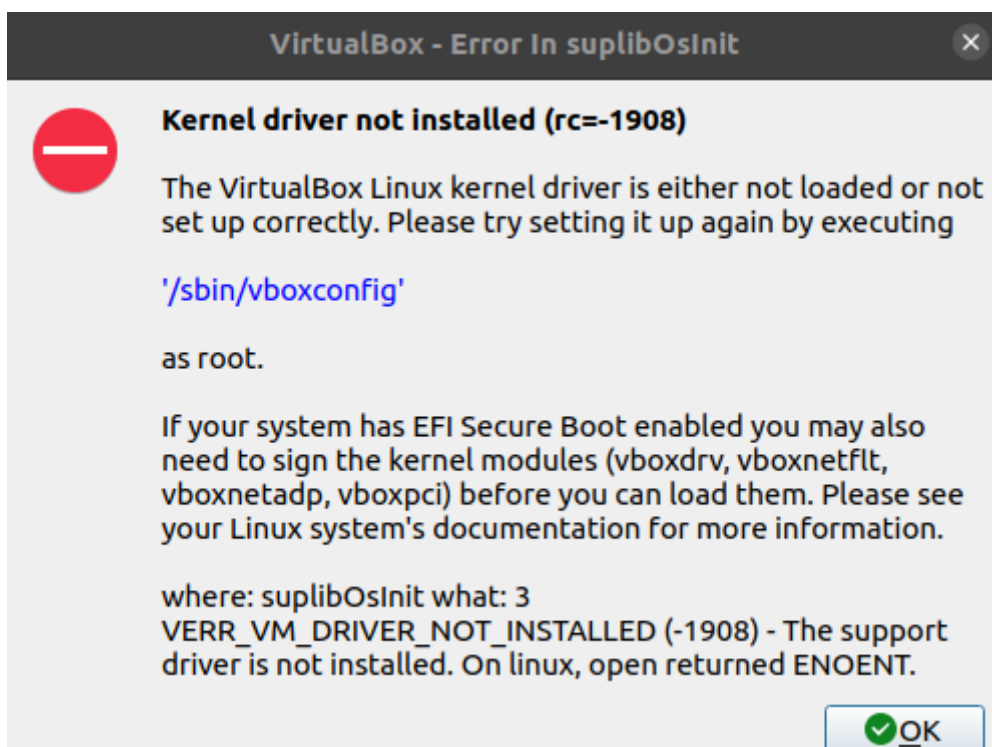 VirtualBox - Error In suplibOsInit
Kernel driver not installed (rc=-1908)
The VirtualBox Linux kernel driver is either not loaded or not
set up correctly. Please try setting it up again by executing
'/sbin/vboxconfig'
as root.
If your system has EFI Secure Boot enabled you may also
need to sign the kernel modules (vboxdrv, vboxnetflt,
vboxnetadp, vboxpci) before you can load them. Please see
your Linux system's documentation for more information.
where: suplibOsInit what: 3
VERR_VM_DRIVER_NOT_INSTALLED (-1908) - The support
driver is not installed. On linux, open returned ENOENT.
OK